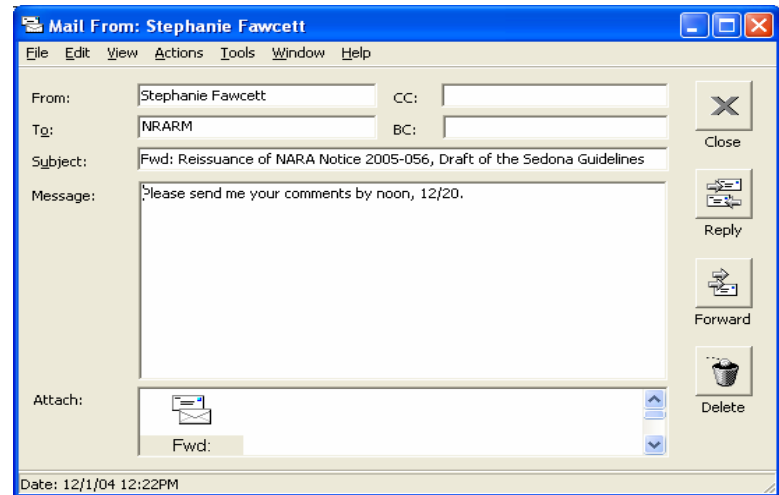 Mail From: Stephanie Fawcett
File Edit View Actions Tools Window Help
From: Stephanie Fawcett CC:
To: NRARM BC:
Subject: Fwd: Reissuance of NARA Notice 2005-056, Draft of the Sedona Guidelines
Message: Please send me your comments by noon, 12/20.
Close
Reply
Forward
Delete
Attach:
Fwd:
Date: 12/1/04 12:22PM